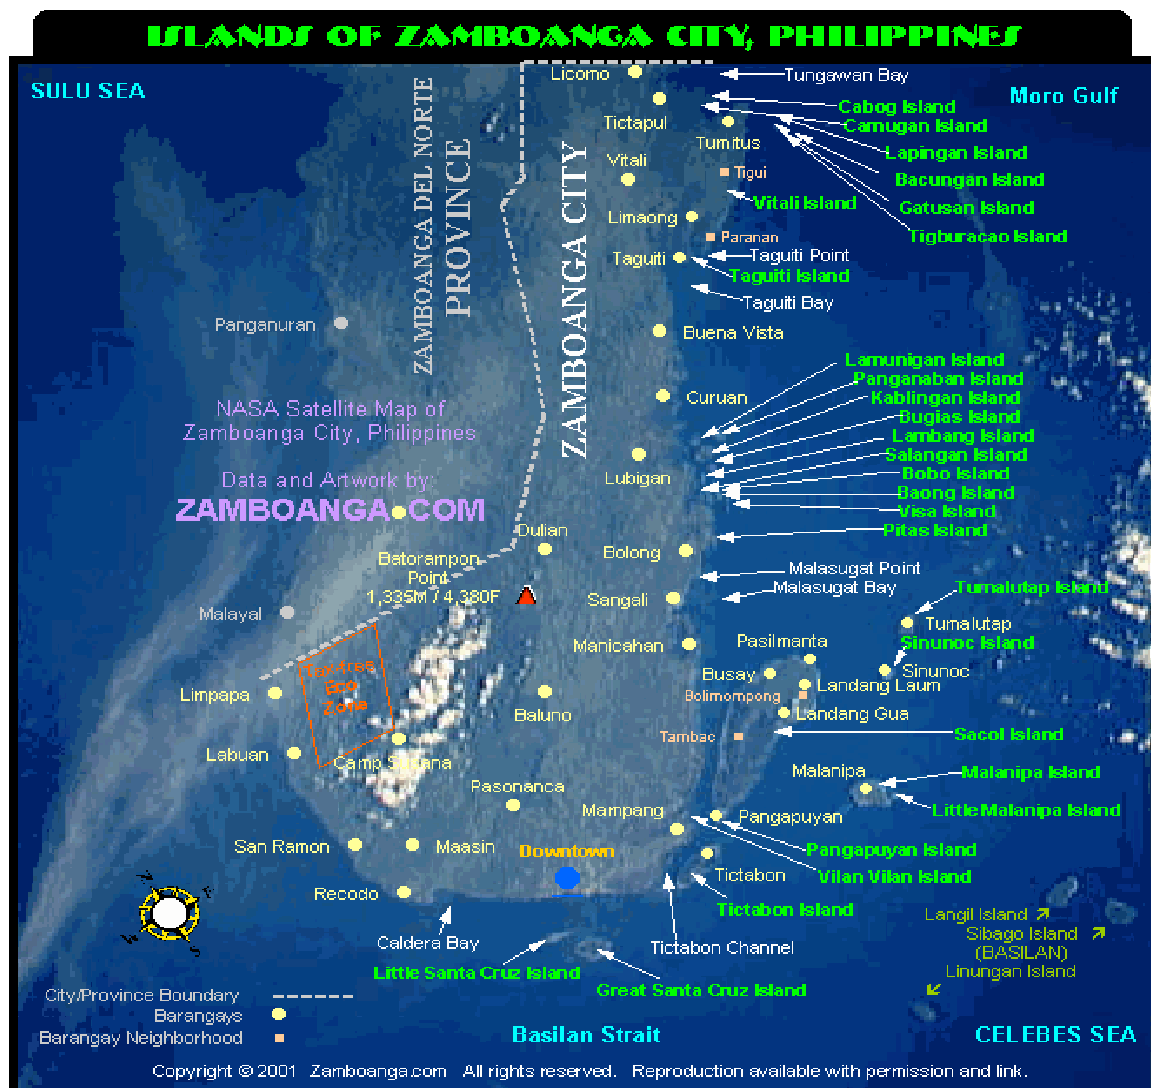 ISLANDS OF ZAMBOANGA CITY, PHILIPPINES
SULU SEA
Moro Gulf
Licomo
Tungawan Bay
Tictapul
Cabog Island
Camugan Island
Tumitus
Lapingan Island
Vitali
Tigui
Bacungan Island
Vitali Island
Gatusan Island
Limaong
Paranan
Tigburacao Island
Taguiti
Taguiti Point
Taguiti Island
Taguiti Bay
ZAMBOANGA DEL NORTE
PROVINCE
ZAMBOANGA CITY
Panganuran
Buena Vista
Lamunigan Island
Panganaban Island
Curuan
Kablingan Island
NASA Satellite Map of
Zamboanga City, Philippines
Bugias Island
Lambang Island
Salangan Island
Data and Artwork by:
ZAMBOANGA.COM
Lubigan
Bobo Island
Baong Island
Visa Island
Pitas Island
Dulian
Bolong
Batorampon
Point
1,335M / 4,380F
Malasugat Point
Malasugat Bay
Tumalutap Island
Malayal
Sangali
Tumalutap
Manicahan
Pasilmanta
Sinunoc Island
Busay
Sinunoc
Landang Laum
Bolimompong
Landang Gua
Limpapa
Eco
Zone
Baluno
Tambac
Sacol Island
Labuan
Camp Susana
Malanipa
Malanipa Island
Pasonanca
Little Malanipa Island
Mampang
Pangapuyan
San Ramon
Maasin
Downtown
Pangapuyan Island
Tictabon
Vilan Vilan Island
Recodo
Tictabon Island
Langil Island
Sibago Island
(BASILAN)
Linungan Island
Caldera Bay
Tictabon Channel
Little Santa Cruz Island
Great Santa Cruz Island
City/Province Boundary
Barangays
Barangay Neighborhood
Basilan Strait
CELEBES SEA
Copyright © 2001 Zamboanga.com All rights reserved. Reproduction available with permission and link.